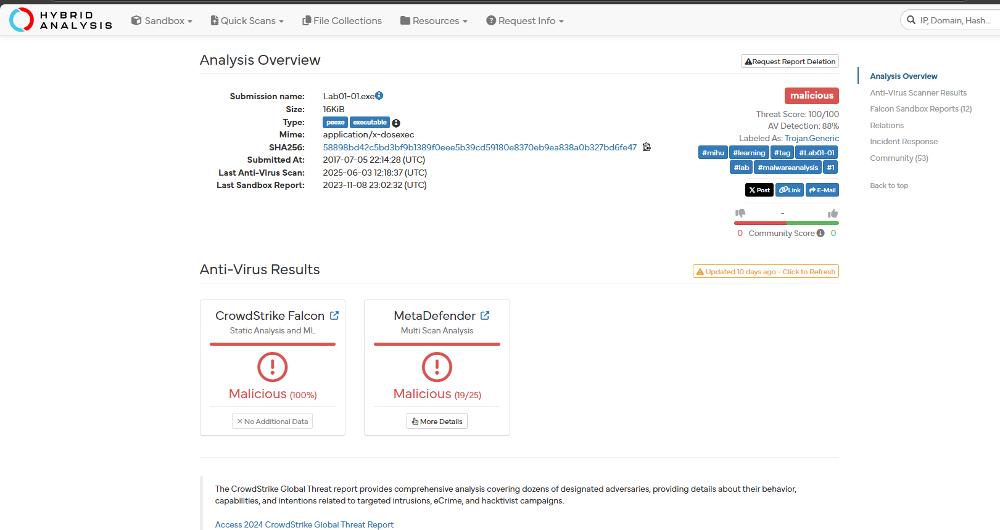 HYBRID
ANALYSIS
Sandbox
Quick Scans
File Collections
Resources
Request Info
IP, Domain, Hash...
Analysis Overview
Request Report Deletion
Submission name: Lab01-01.exe
Size: 16KiB
Type: peexe executable
Mime: application/x-dosexec
SHA256: 58898bd42c5bd3bf9b1389f0eee5b39cd59180e8370eb9ea838a0b327bd6fe47
Submitted At: 2017-07-05 22:14:28 (UTC)
Last Anti-Virus Scan: 2025-06-03 12:18:37 (UTC)
Last Sandbox Report: 2023-11-08 23:02:32 (UTC)
malicious
Threat Score: 100/100
AV Detection: 88%
Labeled As: Trojan.Generic
#mihu #learning #tag #Lab01-01
#lab #malwareanalysis #1
X Post Link E-Mail
-
0 Community Score 0
Analysis Overview
Anti-Virus Scanner Results
Falcon Sandbox Reports (12)
Relations
Incident Response
Community (53)
Back to top
Anti-Virus Results
Updated 10 days ago - Click to Refresh
CrowdStrike Falcon
Static Analysis and ML
Malicious (100%)
No Additional Data
MetaDefender
Multi Scan Analysis
Malicious (19/25)
More Details
The CrowdStrike Global Threat report provides comprehensive analysis covering dozens of designated adversaries, providing details about their behavior,
capabilities, and intentions related to targeted intrusions, eCrime, and hacktivist campaigns.
Access 2024 CrowdStrike Global Threat Report